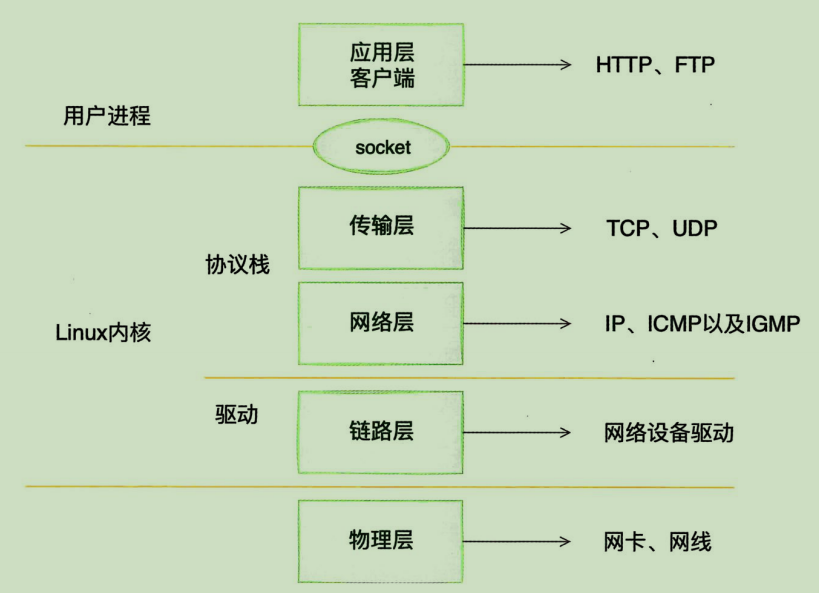 应用层
客户端
HTTP、FTP
用户进程
socket
传输层
TCP、UDP
协议栈
网络层
IP、ICMP以及IGMP
Linux内核
驱动
链路层
网络设备驱动
物理层
网卡、网线